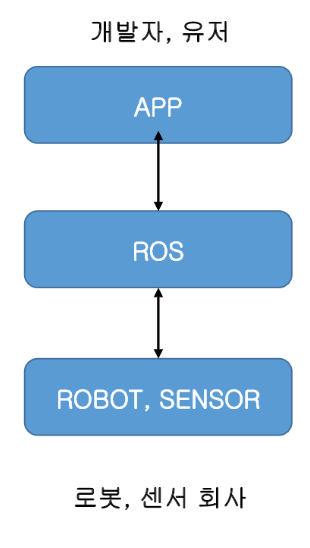 개발자, 유저
APP
ROS
ROBOT, SENSOR
로봇, 센서 회사